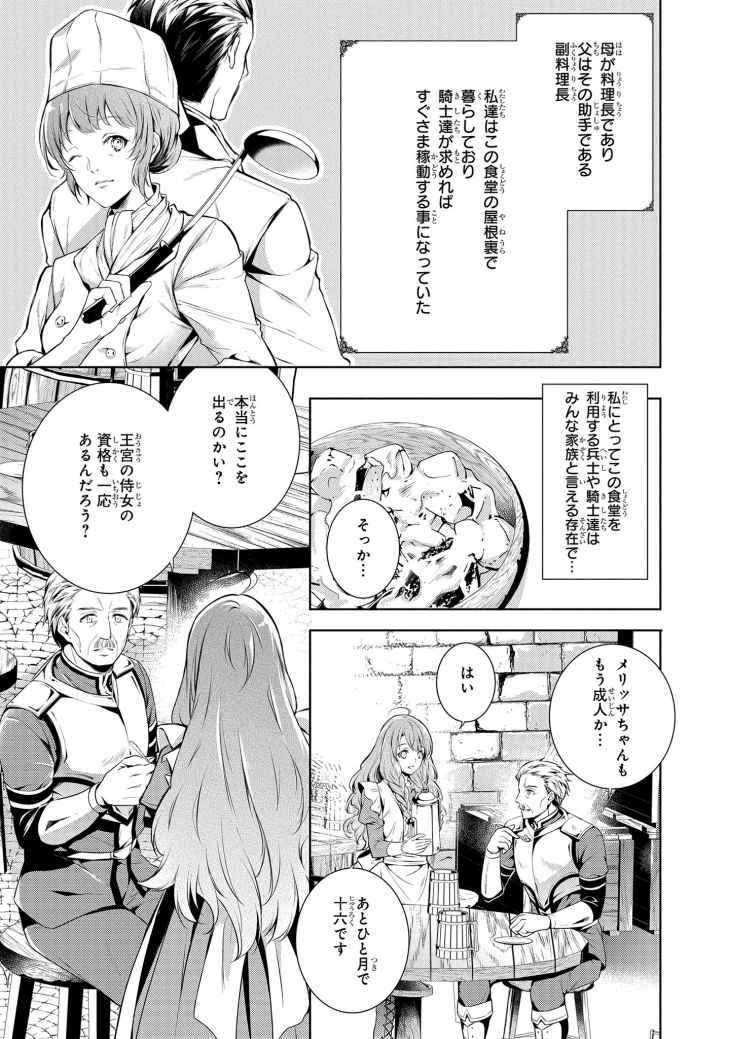 母が料理長であり
父はその助手である
副料理長
私達はこの食堂の屋根裏で
暮らしており
騎士達が求めれば
すぐさま稼動する事になっていた
私にとってこの食堂を
利用する兵士や騎士達は
みんな家族と言える存在で…
そっか…
メリッサちゃんも
もう成人か…
はい
あとひと月で
十六です
本当にここを
出るのかい？
王宮の侍女の
資格も一応
あるんだろう？